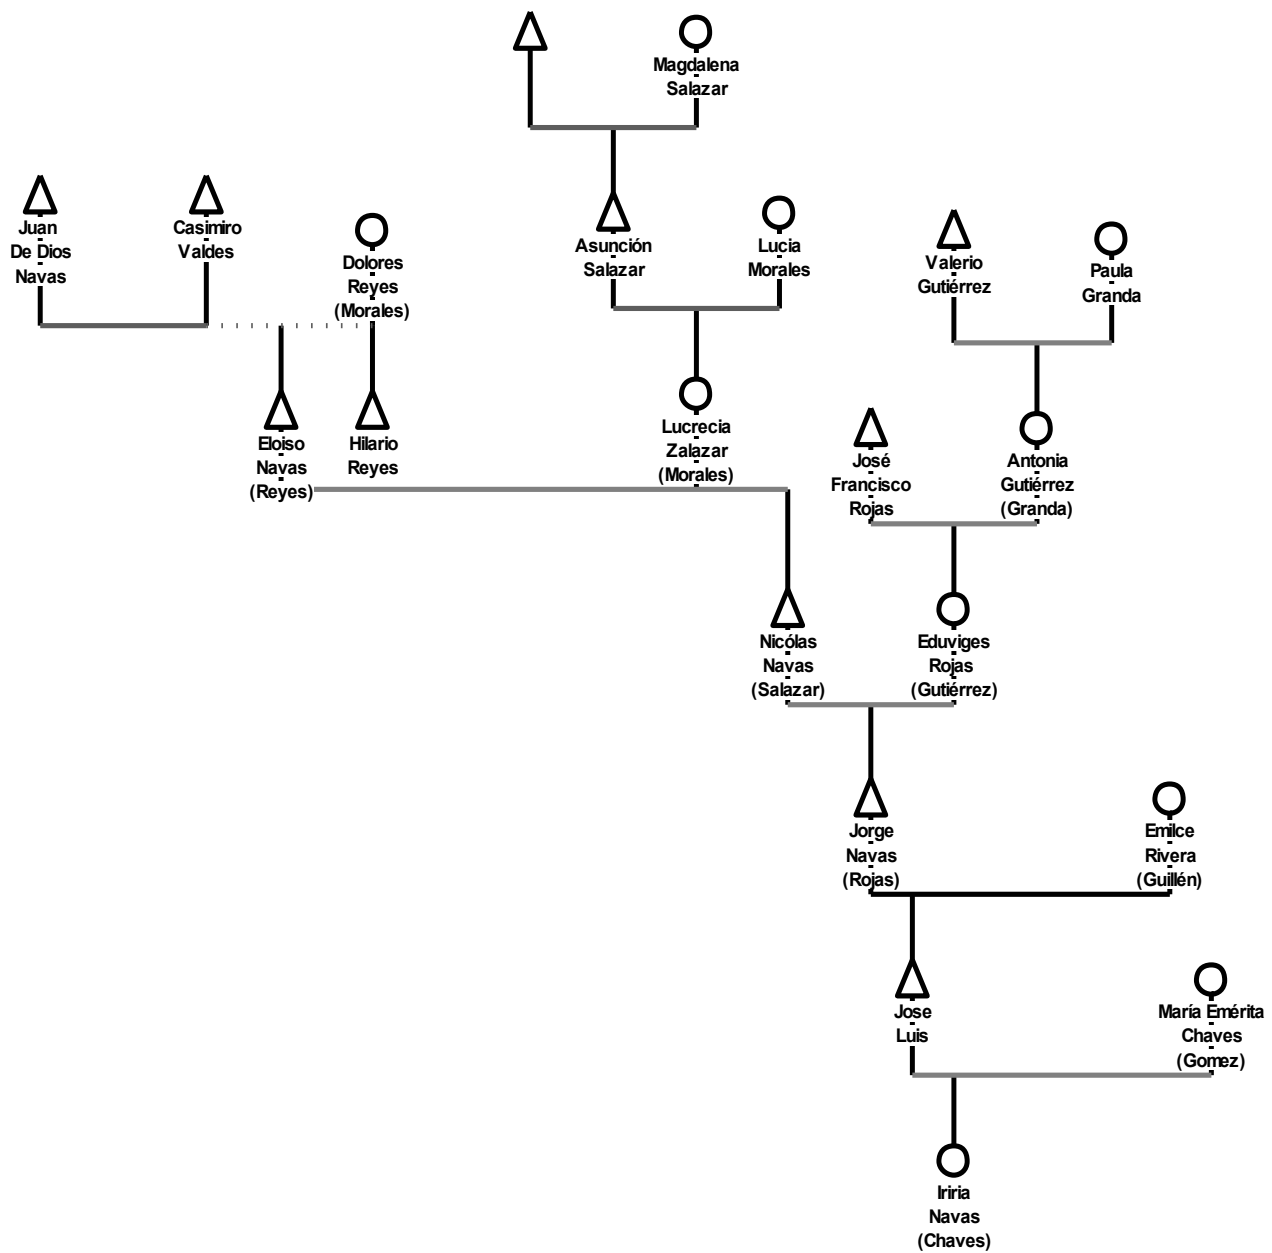 Magdalena
Salazar
Juan
De Dios
Navas
Casimiro
Valdes
Dolores
Reyes
(Morales)
Asunción
Salazar
Lucia
Morales
Valerio
Gutiérrez
Paula
Granda
Eloiso
Navas
(Reyes)
Hilario
Reyes
Lucrecia
Zalazar
(Morales)
José
Francisco
Rojas
Antonia
Gutiérrez
(Granda)
Nicólas
Navas
(Salazar)
Eduviges
Rojas
(Gutiérrez)
Jorge
Navas
(Rojas)
Emilce
Rivera
(Guillén)
Jose
Luis
María Emérita
Chaves
(Gomez)
Iriria
Navas
(Chaves)